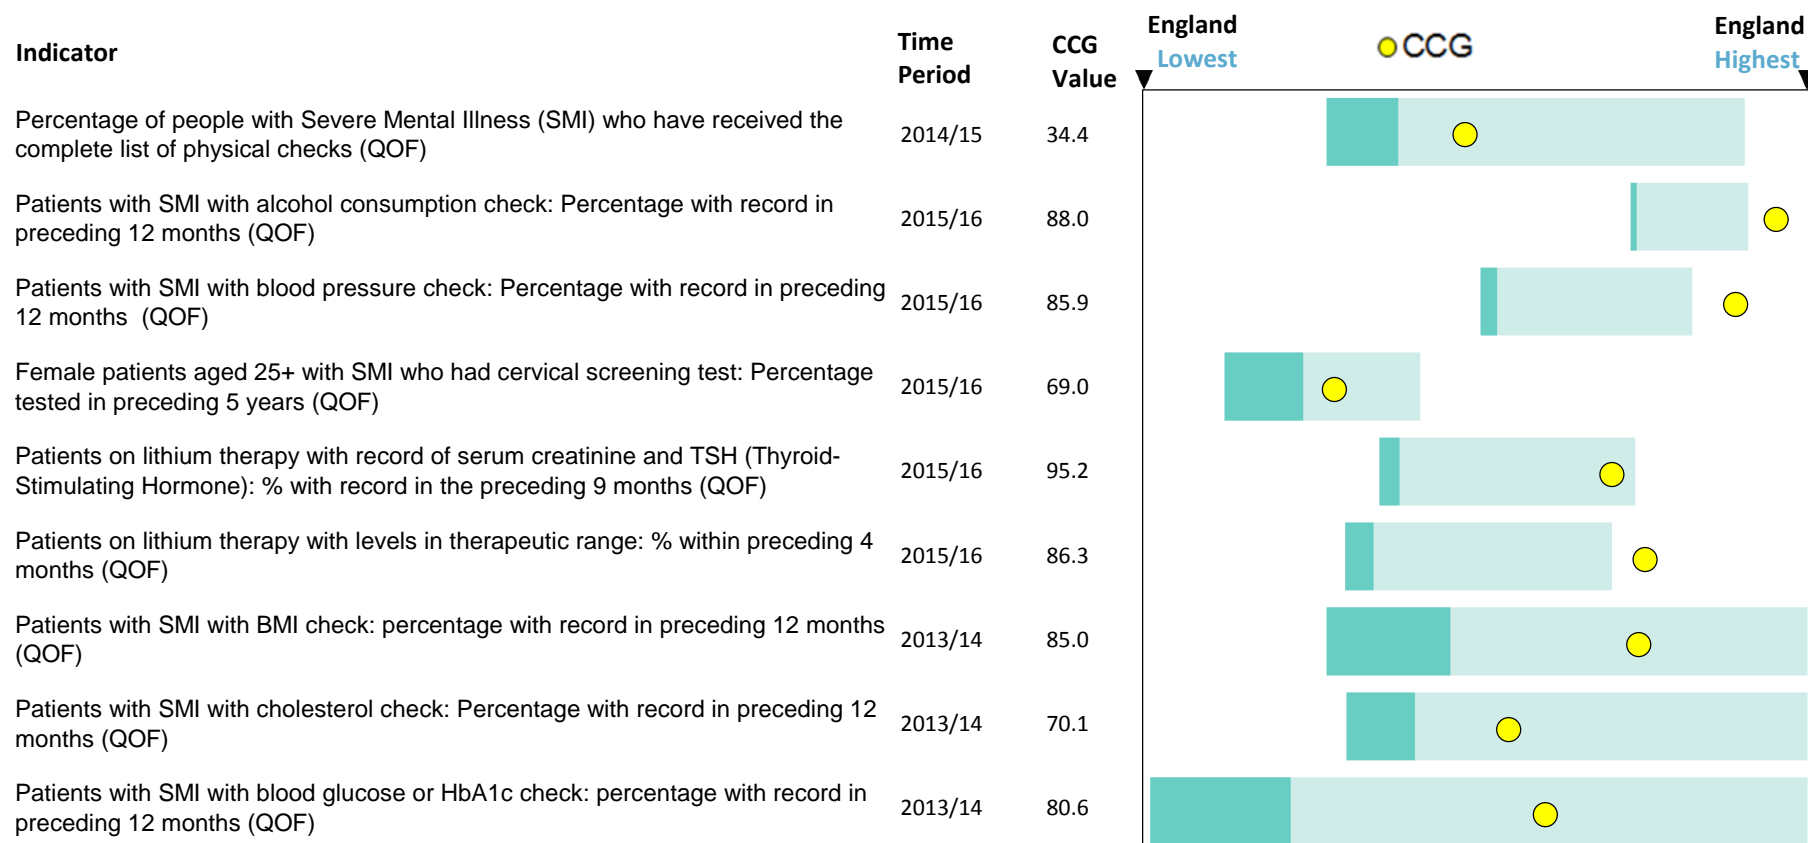 Indicator
Time Period
CCG Value
England Lowest
CCG
England Highest
Percentage of people with Severe Mental Illness (SMI) who have received the
complete list of physical checks (QOF)
2014/15 34.4
Patients with SMI with alcohol consumption check: Percentage with record in
preceding 12 months (QOF)
2015/16 88.0
Patients with SMI with blood pressure check: Percentage with record in preceding
12 months (QOF)
2015/16 85.9
Female patients aged 25+ with SMI who had cervical screening test: Percentage
tested in preceding 5 years (QOF)
2015/16 69.0
Patients on lithium therapy with record of serum creatinine and TSH (Thyroid-
Stimulating Hormone): % with record in the preceding 9 months (QOF)
2015/16 95.2
Patients on lithium therapy with levels in therapeutic range: % within preceding 4
months (QOF)
2015/16 86.3
Patients with SMI with BMI check: percentage with record in preceding 12 months
(QOF)
2013/14 85.0
Patients with SMI with cholesterol check: Percentage with record in preceding 12
months (QOF)
2013/14 70.1
Patients with SMI with blood glucose or HbA1c check: percentage with record in
preceding 12 months (QOF)
2013/14 80.6